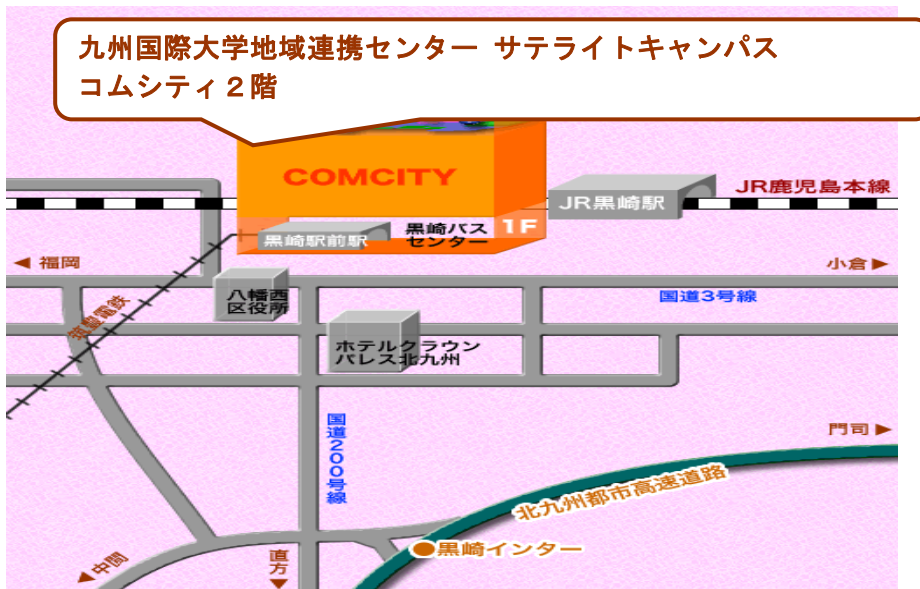 九州国際大学地域連携センター サテライトキャンパス
コムシティ２階
COMCITY
JR鹿児島本線
JR黒崎駅
黒崎バス
センター
1F
黒崎駅前駅
◀ 福岡
小倉 ▶
八幡西
区役所
国道3号線
筑豊電鉄
ホテルクラウン
パレス北九州
国道200号線
門司 ▶
北九州都市高速道路
黒崎インター
◀中間
直方▼